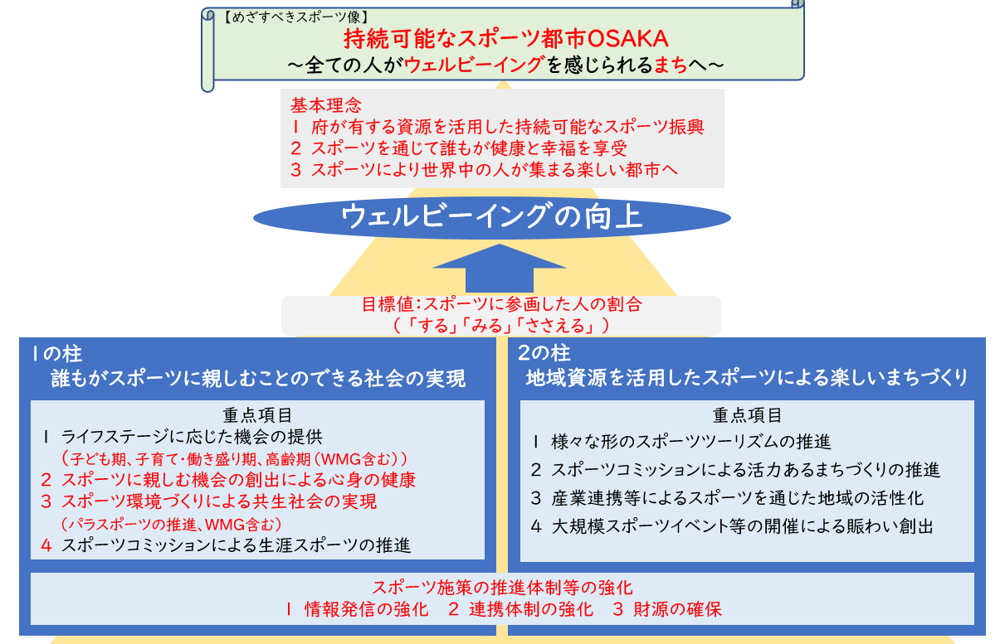 【めざすべきスポーツ像】
持続可能なスポーツ都市OSAKA
～全ての人がウェルビーイングを感じられるまちへ～
基本理念
1 府が有する資源を活用した持続可能なスポーツ振興
2 スポーツを通じて誰もが健康と幸福を享受
3 スポーツにより世界中の人が集まる楽しい都市へ
ウェルビーイングの向上
目標値:スポーツに参画した人の割合
(「する」「みる」「ささえる」)
1の柱
誰もがスポーツに親しむことのできる社会の実現
重点項目
1 ライフステージに応じた機会の提供
(子ども期、子育て・働き盛り期、高齢期(WMG含む))
2 スポーツに親しむ機会の創出による心身の健康
3 スポーツ環境づくりによる共生社会の実現
(パラスポーツの推進、WMG含む)
4 スポーツコミッションによる生涯スポーツの推進
2の柱
地域資源を活用したスポーツによる楽しいまちづくり
重点項目
1 様々な形のスポーツツーリズムの推進
2 スポーツコミッションによる活力あるまちづくりの推進
3 産業連携等によるスポーツを通じた地域の活性化
4 大規模スポーツイベント等の開催による賑わい創出
スポーツ施策の推進体制等の強化
1 情報発信の強化 2 連携体制の強化 3 財源の確保